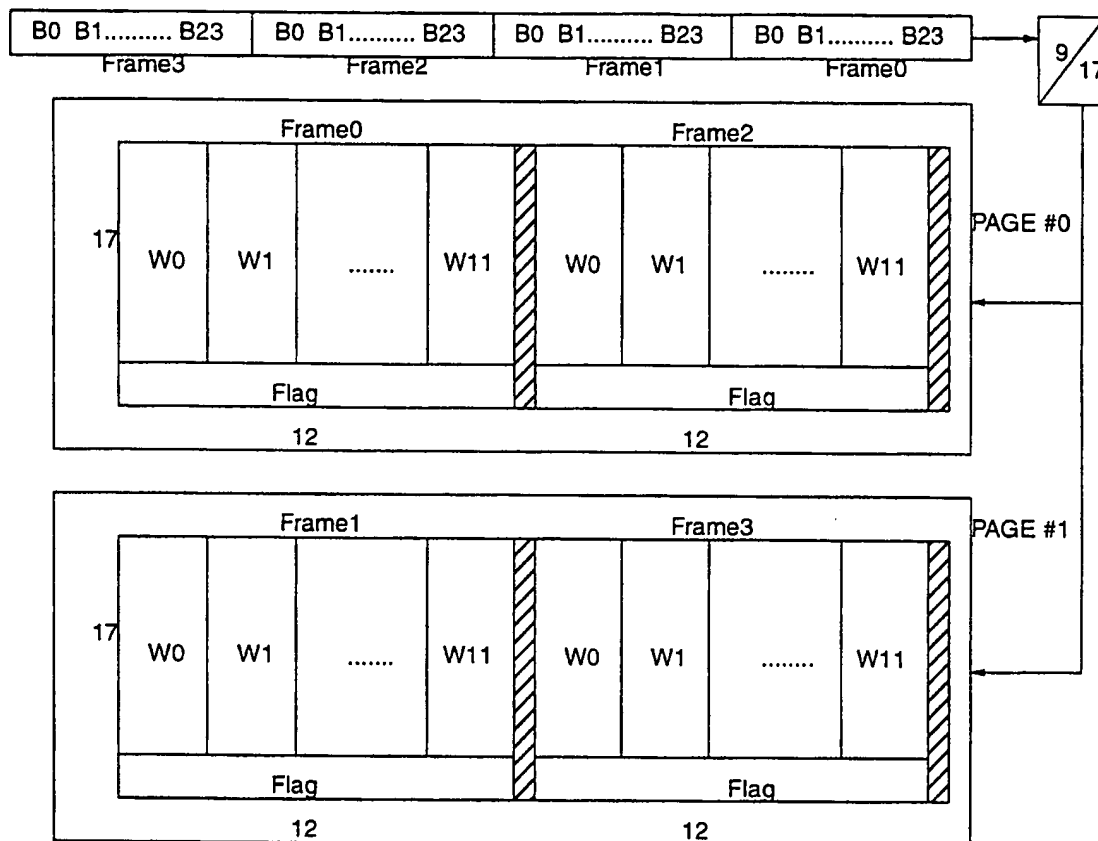 B0 B1.......... B23 B0 B1.......... B23 B0 B1.......... B23 B0 B1.......... B23
Frame3 Frame2 Frame1 Frame0
9/17
Frame0 Frame2
PAGE #0
17
W0 W1 ....... W11 W0 W1 ........ W11
Flag Flag
12 12
Frame1 Frame3
PAGE #1
17
W0 W1 ....... W11 W0 W1 ........ W11
Flag Flag
12 12